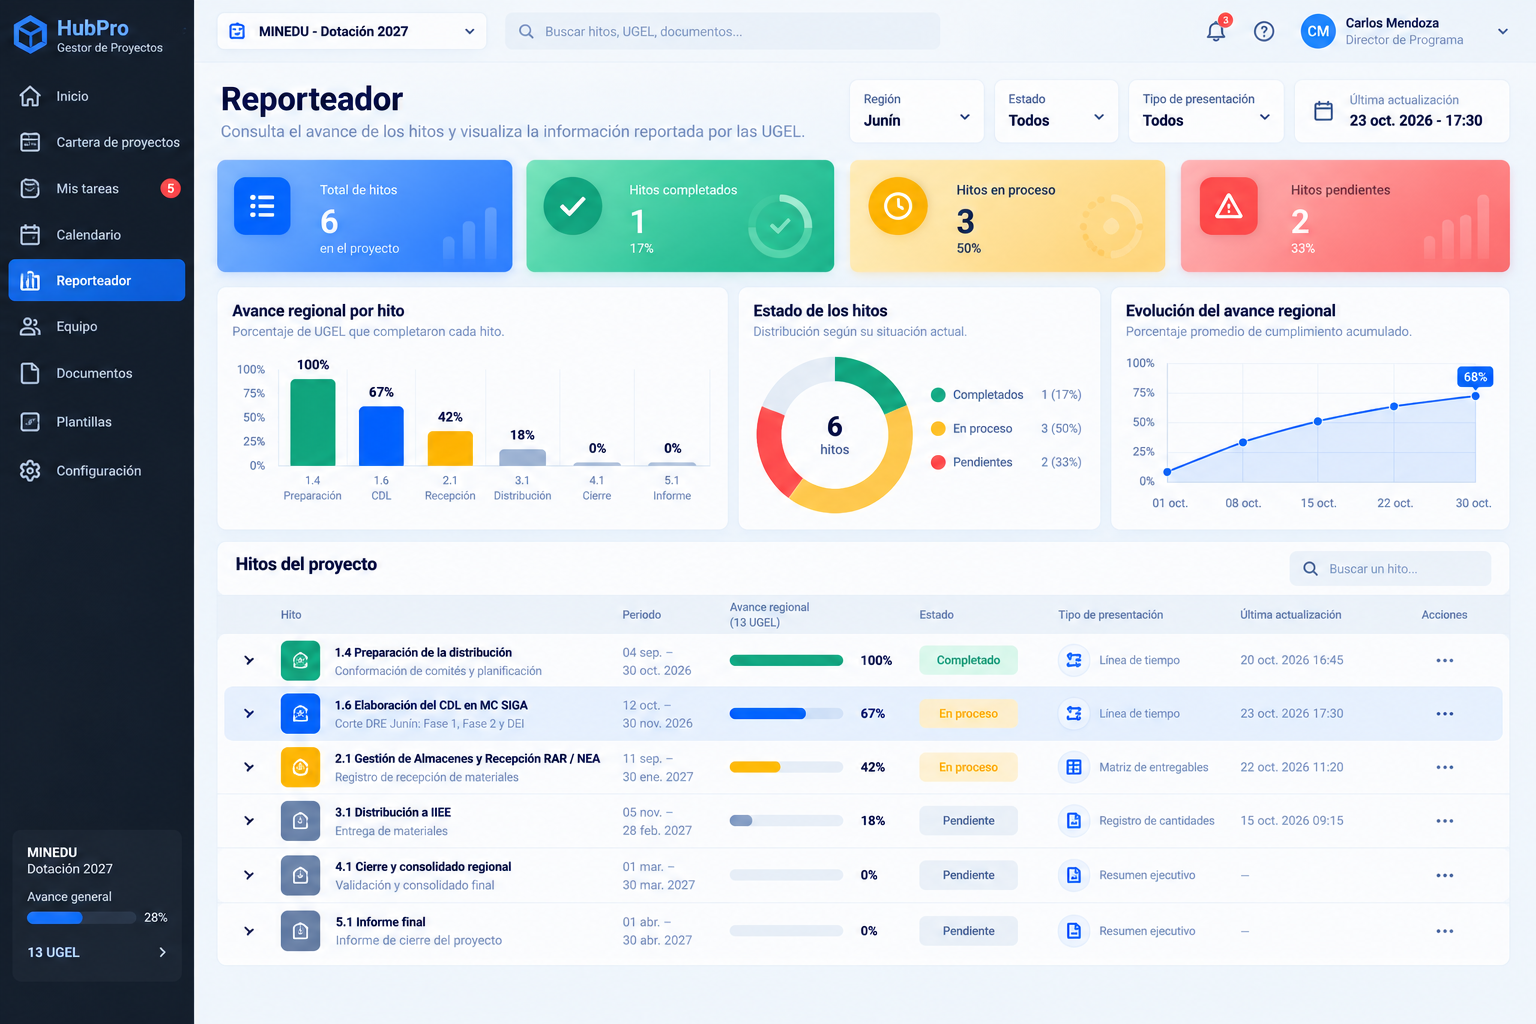 HubPro
Gestor de Proyectos
Inicio
Cartera de proyectos
Mis tareas
5
Calendario
Reporteador
Equipo
Documentos
Plantillas
Configuración
MINEDU
Dotación 2027
Avance general
28%
13 UGEL
MINEDU - Dotación 2027
Buscar hitos, UGEL, documentos...
3
CM
Carlos Mendoza
Director de Programa
Reporteador
Consulta el avance de los hitos y visualiza la información reportada por las UGEL.
Región
Junín
Estado
Todos
Tipo de presentación
Todos
Última actualización
23 oct. 2026 - 17:30
Total de hitos
6
en el proyecto
Hitos completados
1
17%
Hitos en proceso
3
50%
Hitos pendientes
2
33%
Avance regional por hito
Porcentaje de UGEL que completaron cada hito.
100%
75%
50%
25%
0%
100%
67%
42%
18%
0%
0%
1.4
Preparación
1.6
CDL
2.1
Recepción
3.1
Distribución
4.1
Cierre
5.1
Informe
Estado de los hitos
Distribución según su situación actual.
6
hitos
Completados 1 (17%)
En proceso 3 (50%)
Pendientes 2 (33%)
Evolución del avance regional
Porcentaje promedio de cumplimiento acumulado.
100%
75%
50%
25%
0%
68%
01 oct. 08 oct. 15 oct. 22 oct. 30 oct.
Hitos del proyecto
Buscar un hito...
Hito
Periodo
Avance regional
(13 UGEL)
Estado
Tipo de presentación
Última actualización
Acciones
1.4 Preparación de la distribución
Conformación de comités y planificación
04 sep. –
30 oct. 2026
100%
Completado
Línea de tiempo
20 oct. 2026 16:45
1.6 Elaboración del CDL en MC SIGA
Corte DRE Junín: Fase 1, Fase 2 y DEI
12 oct. –
30 nov. 2026
67%
En proceso
Línea de tiempo
23 oct. 2026 17:30
2.1 Gestión de Almacenes y Recepción RAR / NEA
Registro de recepción de materiales
11 sep. –
30 ene. 2027
42%
En proceso
Matriz de entregables
22 oct. 2026 11:20
3.1 Distribución a IIEE
Entrega de materiales
05 nov. –
28 feb. 2027
18%
Pendiente
Registro de cantidades
15 oct. 2026 09:15
4.1 Cierre y consolidado regional
Validación y consolidado final
01 mar. –
30 mar. 2027
0%
Pendiente
Resumen ejecutivo
–
5.1 Informe final
Informe de cierre del proyecto
01 abr. –
30 abr. 2027
0%
Pendiente
Resumen ejecutivo
–